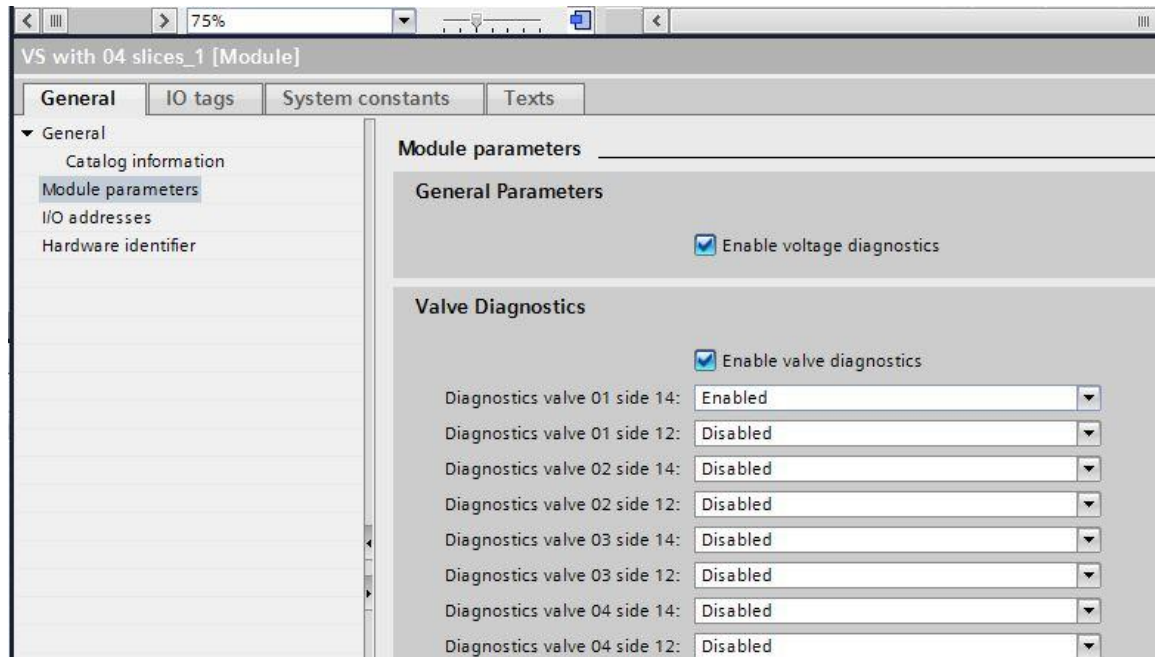 75%
VS with 04 slices_1 [Module]
General IO tags System constants Texts
General
Catalog information
Module parameters
I/O addresses
Hardware identifier
Module parameters
General Parameters
Enable voltage diagnostics
Valve Diagnostics
Enable valve diagnostics
Diagnostics valve 01 side 14: Enabled
Diagnostics valve 01 side 12: Disabled
Diagnostics valve 02 side 14: Disabled
Diagnostics valve 02 side 12: Disabled
Diagnostics valve 03 side 14: Disabled
Diagnostics valve 03 side 12: Disabled
Diagnostics valve 04 side 14: Disabled
Diagnostics valve 04 side 12: Disabled